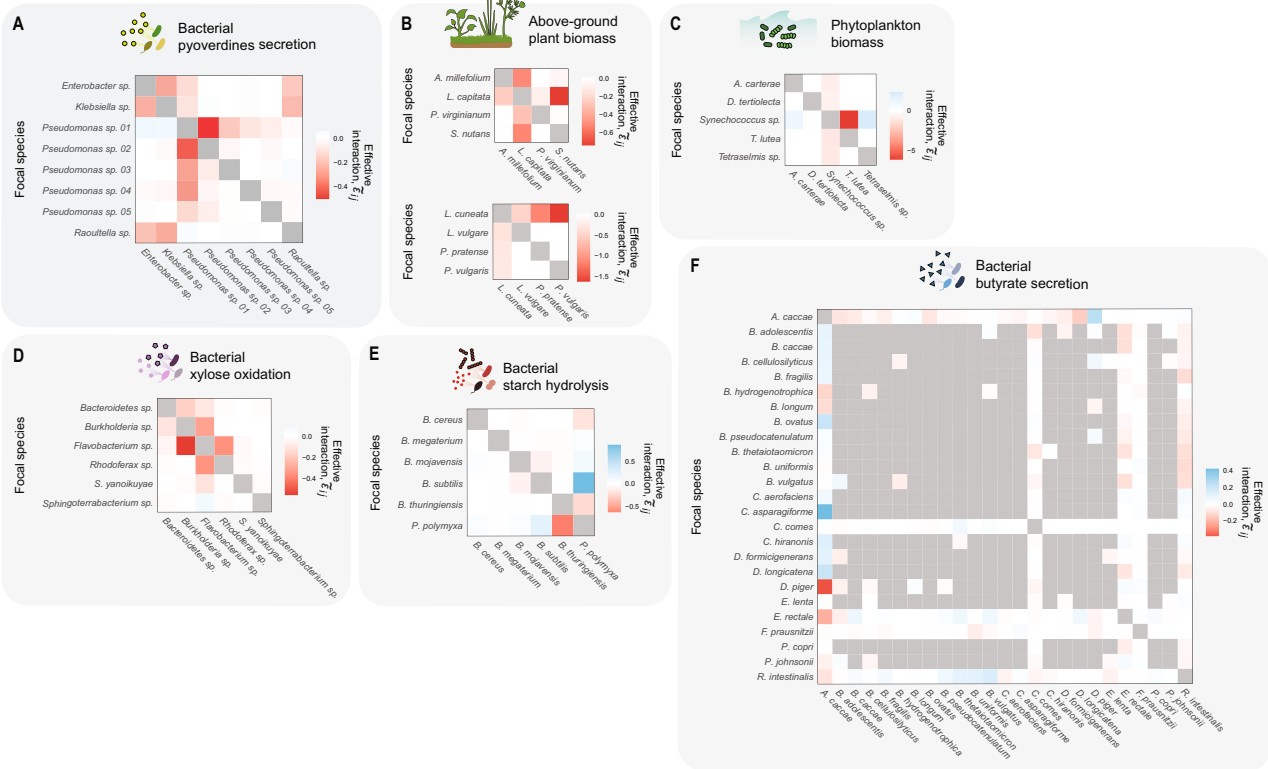 A
Bacterial
pyoverdines secretion
Focal species
Enterobacter sp.
Klebsiella sp.
Pseudomonas sp. 01
Pseudomonas sp. 02
Pseudomonas sp. 03
Pseudomonas sp. 04
Pseudomonas sp. 05
Raoultella sp.
Enterobacter sp.
Klebsiella sp.
Pseudomonas sp. 01
Pseudomonas sp. 02
Pseudomonas sp. 03
Pseudomonas sp. 04
Pseudomonas sp. 05
Raoultella sp.
0.0
−0.2
−0.4
Effective
interaction, ε̃ij
B
Above-ground
plant biomass
Focal species
A. millefolium
L. capitata
P. virginianum
S. nutans
A. millefolium
L. capitata
P. virginianum
S. nutans
0.0
−0.2
−0.4
−0.6
Effective
interaction, ε̃ij
Focal species
L. cuneata
L. vulgare
P. pratense
P. vulgaris
L. cuneata
L. vulgare
P. pratense
P. vulgaris
0.0
−0.5
−1.0
−1.5
Effective
interaction, ε̃ij
C
Phytoplankton
biomass
Focal species
A. carterae
D. tertiolecta
Synechococcus sp.
T. lutea
Tetraselmis sp.
A. carterae
D. tertiolecta
Synechococcus sp.
T. lutea
Tetraselmis sp.
0
−5
Effective
interaction, ε̃ij
D
Bacterial
xylose oxidation
Focal species
Bacteroidetes sp.
Burkholderia sp.
Flavobacterium sp.
Rhodoferax sp.
S. yanoikuyae
Sphingoterrabacterium sp.
Bacteroidetes sp.
Burkholderia sp.
Flavobacterium sp.
Rhodoferax sp.
S. yanoikuyae
Sphingoterrabacterium sp.
0.0
−0.2
−0.4
Effective
interaction, ε̃ij
E
Bacterial
starch hydrolysis
Focal species
B. cereus
B. megaterium
B. mojavensis
B. subtilis
B. thuringiensis
P. polymyxa
B. cereus
B. megaterium
B. mojavensis
B. subtilis
B. thuringiensis
P. polymyxa
0.5
0.0
−0.5
Effective
interaction, ε̃ij
F
Bacterial
butyrate secretion
Focal species
A. caccae
B. adolescentis
B. caccae
B. cellulosilyticus
B. fragilis
B. hydrogenotrophica
B. longum
B. ovatus
B. pseudocatenulatum
B. thetaiotaomicron
B. uniformis
B. vulgatus
C. aerofaciens
C. asparagiforme
C. comes
C. hiranonis
D. formicigenerans
D. longicatena
D. piger
E. lenta
E. rectale
F. prausnitzii
P. copri
P. johnsonii
R. intestinalis
A. caccae
B. adolescentis
B. caccae
B. cellulosilyticus
B. fragilis
B. hydrogenotrophica
B. longum
B. ovatus
B. pseudocatenulatum
B. thetaiotaomicron
B. uniformis
B. vulgatus
C. aerofaciens
C. asparagiforme
C. comes
C. hiranonis
D. formicigenerans
D. longicatena
D. piger
E. lenta
E. rectale
F. prausnitzii
P. copri
P. johnsonii
R. intestinalis
0.4
0.2
0.0
−0.2
Effective
interaction, ε̃ij